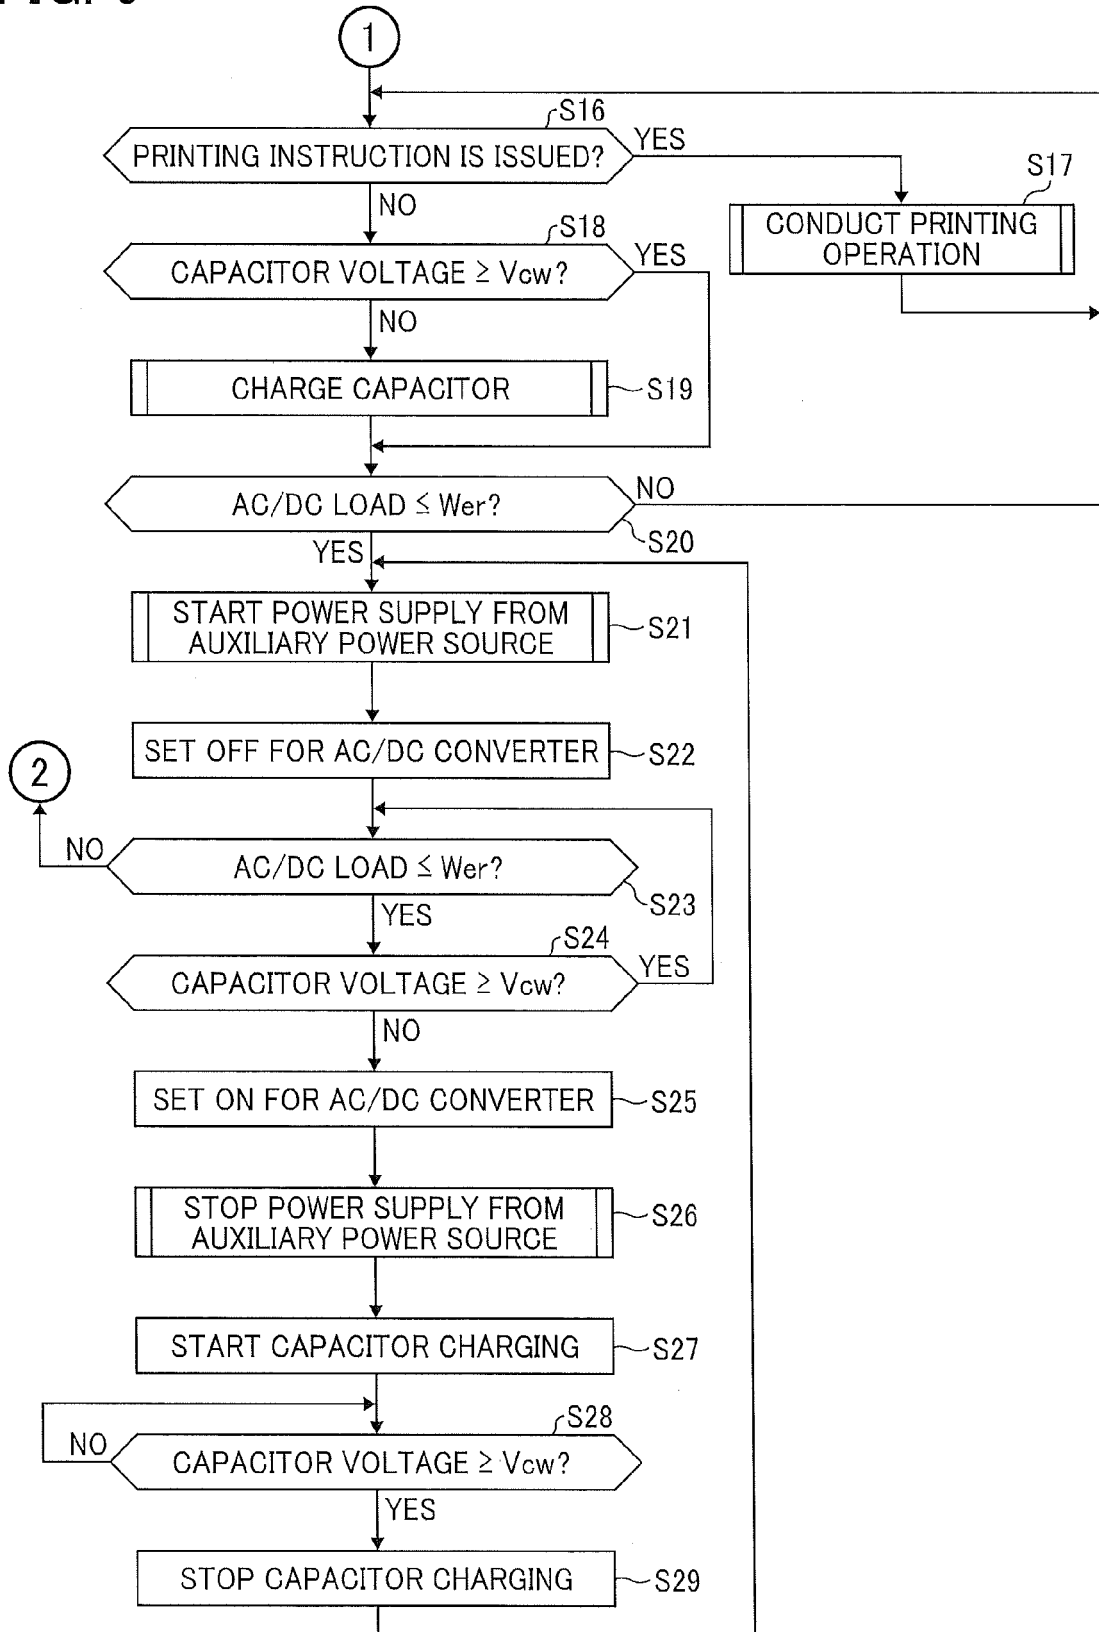 1
S16
PRINTING INSTRUCTION IS ISSUED?
YES
S17
NO
CONDUCT PRINTING
OPERATION
S18
CAPACITOR VOLTAGE ≥ Vcw?
YES
NO
CHARGE CAPACITOR
S19
AC/DC LOAD ≤ Wer?
NO
S20
YES
START POWER SUPPLY FROM
AUXILIARY POWER SOURCE
S21
SET OFF FOR AC/DC CONVERTER
S22
2
NO
AC/DC LOAD ≤ Wer?
S23
YES
S24
CAPACITOR VOLTAGE ≥ Vcw?
YES
NO
SET ON FOR AC/DC CONVERTER
S25
STOP POWER SUPPLY FROM
AUXILIARY POWER SOURCE
S26
START CAPACITOR CHARGING
S27
S28
NO
CAPACITOR VOLTAGE ≥ Vcw?
YES
STOP CAPACITOR CHARGING
S29